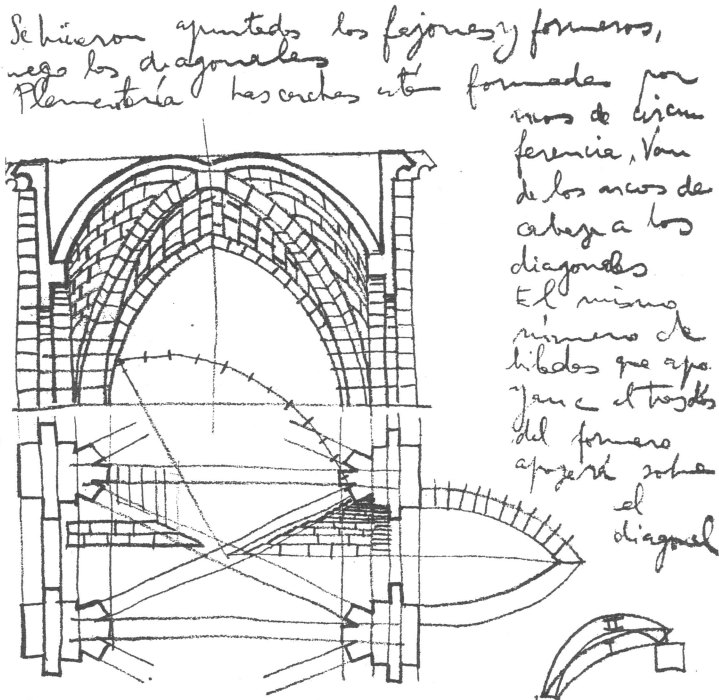 Se hicieron apuntados los fajones y formeros,
luego los diagonales
Plementería Las conchas están formadas por
arcos de circun
ferencia, Van
de los arcos de
cabeza a los
diagonales
El mismo
número de
hiladas que apo
yan el trasdós
del formero
apoyará sobre
el
diagonal
II
I